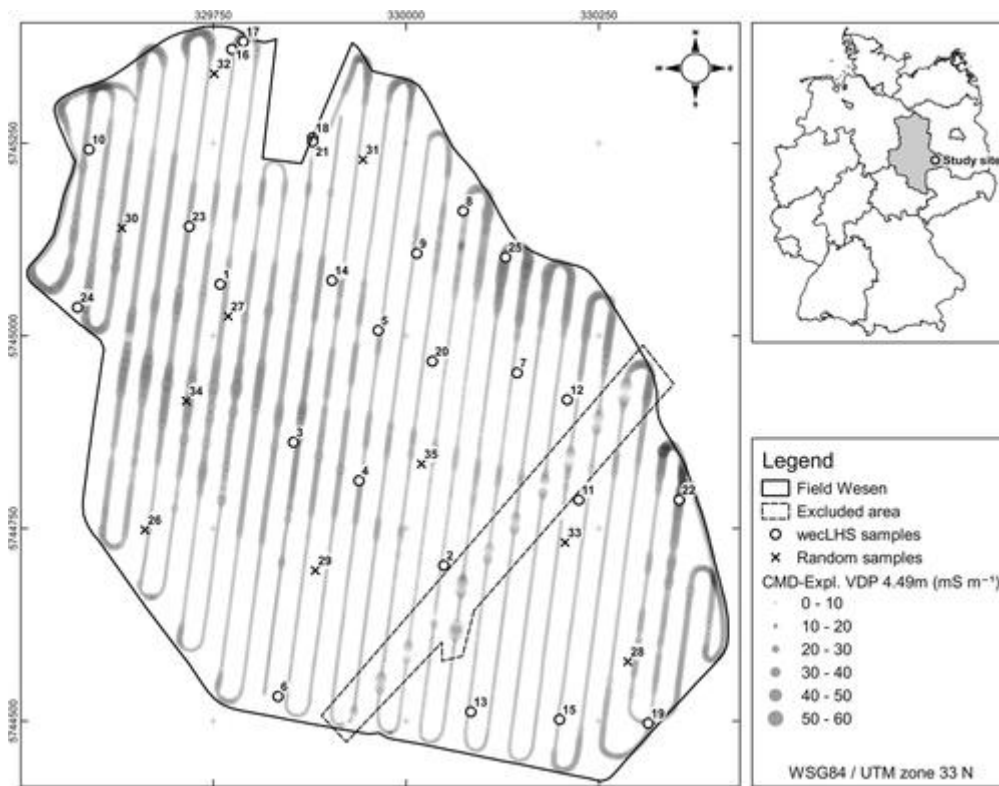 329750
330000
330250
5745250
5745000
5744750
5744500
17
16
32
18
21
31
10
30
23
8
9
25
1
14
24
27
5
20
7
12
34
3
35
4
11
22
26
33
29
2
28
6
13
15
19
N
Study site
Legend
Field Wesen
Excluded area
wecLHS samples
Random samples
CMD-Expl. VDP 4.49m (mS m⁻¹)
0 - 10
10 - 20
20 - 30
30 - 40
40 - 50
50 - 60
WSG84 / UTM zone 33 N